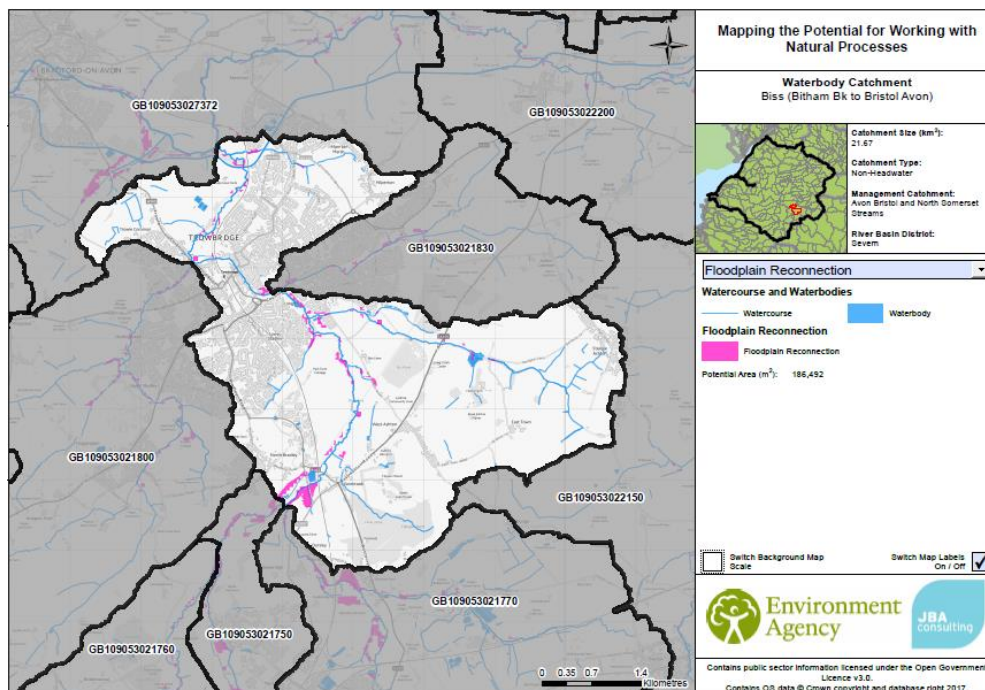 BRADFORD-ON-AVON
GB109053027372
GB109053022200
TROWBRIDGE
GB109053021830
GB109053021800
GB109053022150
GB109053021770
GB109053021750
GB109053021760
0 0.35 0.7 1.4
Kilometres
Mapping the Potential for Working with
Natural Processes
Waterbody Catchment
Biss (Bitham Bk to Bristol Avon)
Catchment Size (km²):
21.67
Catchment Type:
Non-Headwater
Management Catchment:
Avon Bristol and North Somerset
Streams
River Basin District:
Severn
Floodplain Reconnection
Watercourse and Waterbodies
Watercourse
Waterbody
Floodplain Reconnection
Floodplain Reconnection
Potential Area (m²): 186,492
Switch Background Map
Scale
Switch Map Labels
On / Off
Environment
Agency
JBA
consulting
Contains public sector information licensed under the Open Government
Licence v3.0.
Contains OS data © Crown copyright and database right 2017